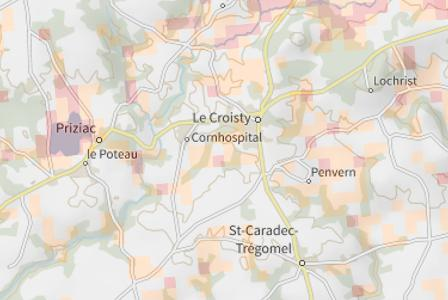 Lochrist
Le Croisty
Priziac
Cornhospital
le Poteau
Penvern
St-Caradec-
Trégomel